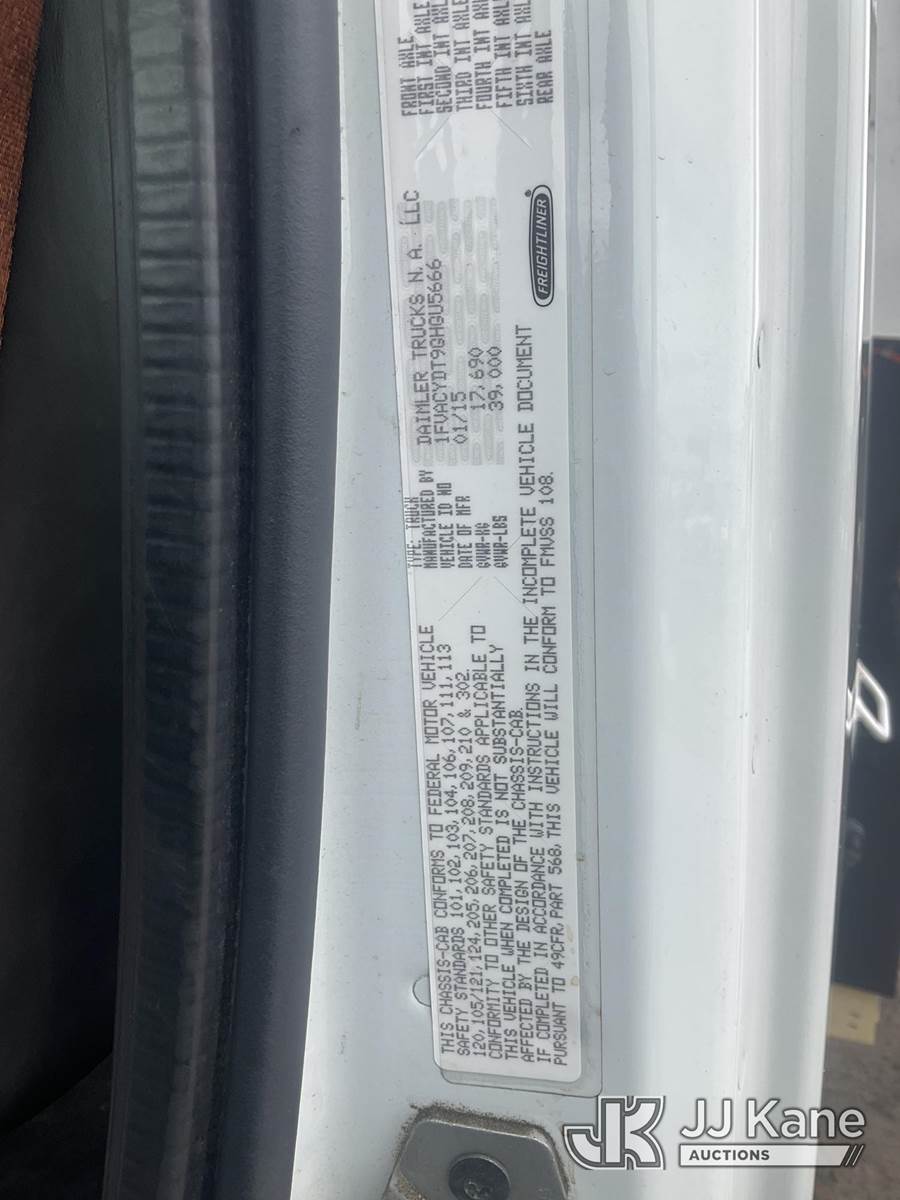 THIS CHASSIS-CAB CONFORMS TO FEDERAL MOTOR VEHICLE
SAFETY STANDARDS 101, 102, 103, 104, 106, 107, 111, 113
120, 105/121, 124, 205, 206, 207, 208, 209, 210 & 302.
CONFORMITY TO OTHER SAFETY STANDARDS APPLICABLE TO
THIS VEHICLE WHEN COMPLETED IS NOT SUBSTANTIALLY
AFFECTED BY THE DESIGN OF THE CHASSIS-CAB.
IF COMPLETED IN ACCORDANCE WITH INSTRUCTIONS IN THE INCOMPLETE VEHICLE DOCUMENT
PURSUANT TO 49CFR, PART 568, THIS VEHICLE WILL CONFORM TO FMVSS 108.
TYPE: TRUCK
MANUFACTURED BY DAIMLER TRUCKS N.A. LLC
VEHICLE ID NO 1FVACYDT9GHGU5666
DATE OF MFR 01/15
GVWR-KG 17,690
GVWR-LBS 39,000
FREIGHTLINER®
FRONT AXLE
FIRST INT AXLE
SECOND INT AXLE
THIRD INT AXLE
FOURTH INT AXLE
FIFTH INT AXLE
SIXTH INT AXLE
REAR AXLE
JK JJ Kane
AUCTIONS